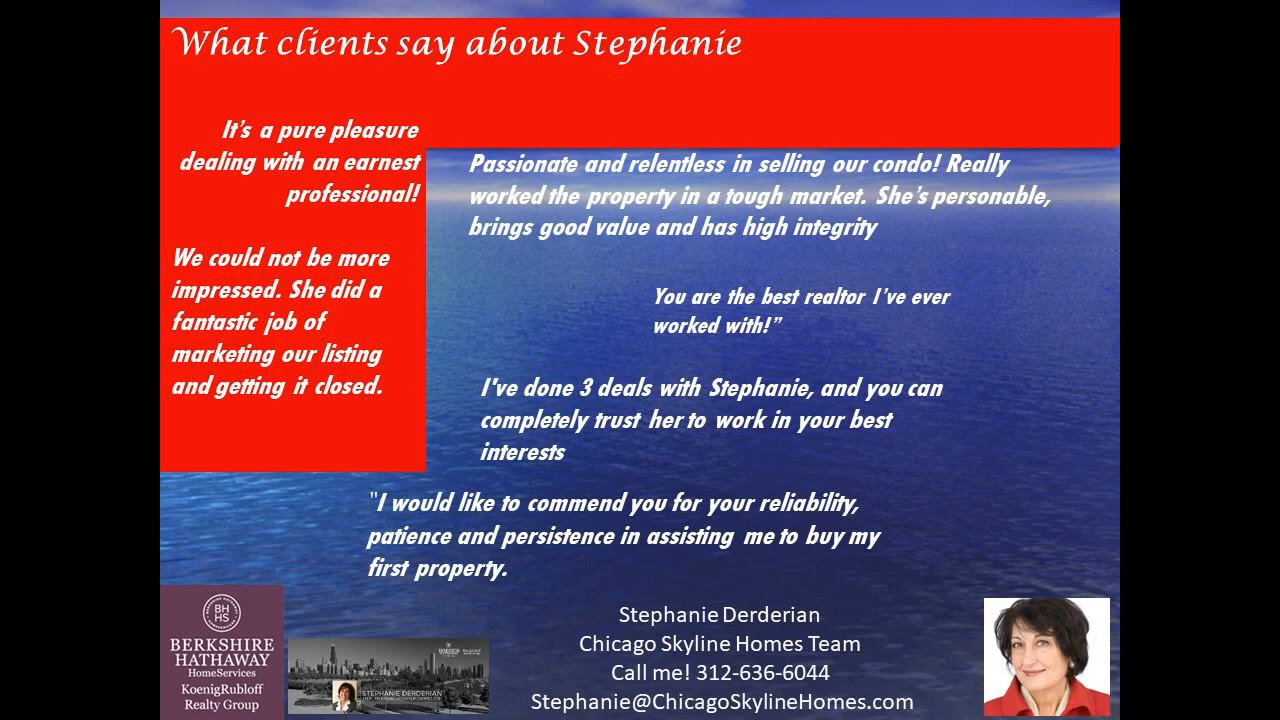 What clients say about Stephanie
It's a pure pleasure
dealing with an earnest
professional!
We could not be more
impressed. She did a
fantastic job of
marketing our listing
and getting it closed.
Passionate and relentless in selling our condo! Really
worked the property in a tough market. She's personable,
brings good value and has high integrity
You are the best realtor I've ever
worked with!”
I've done 3 deals with Stephanie, and you can
completely trust her to work in your best
interests
"I would like to commend you for your reliability,
patience and persistence in assisting me to buy my
first property.
BH
HS
BERKSHIRE
HATHAWAY
HomeServices
KoenigRubloff
Realty Group
STEPHANIE DERDERIAN
Stephanie Derderian
Chicago Skyline Homes Team
Call me! 312-636-6044
Stephanie@ChicagoSkylineHomes.com